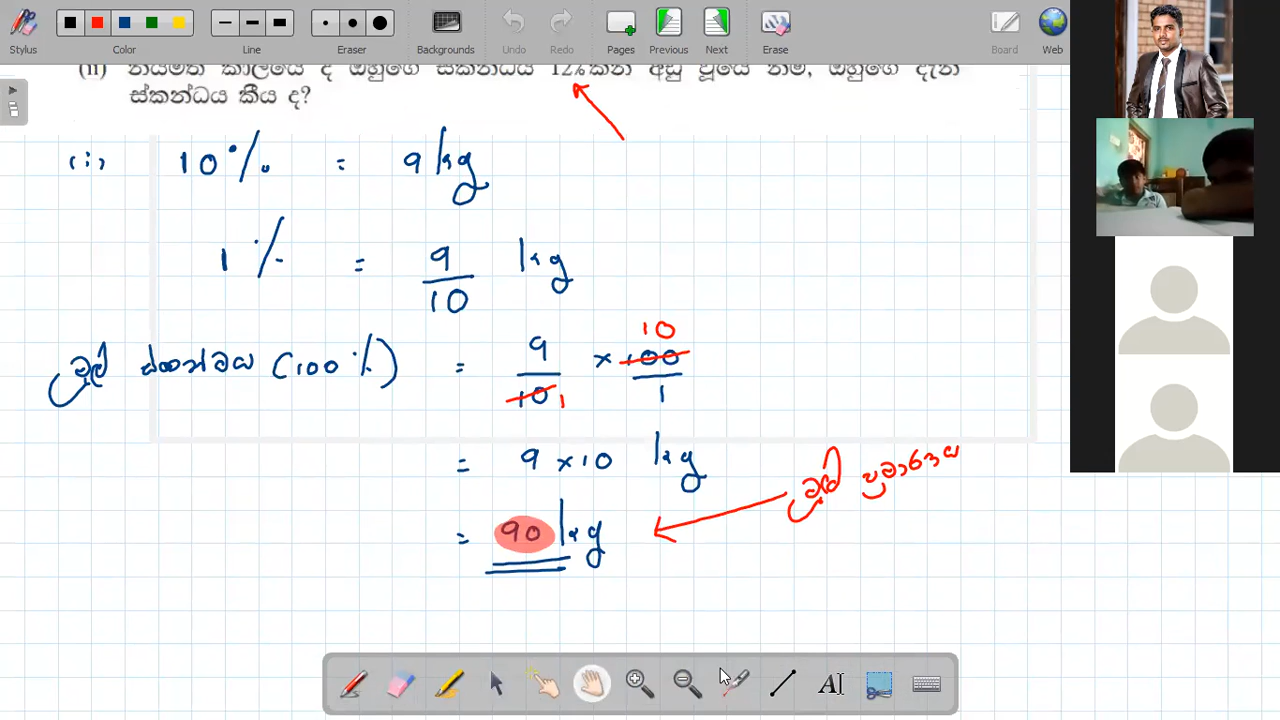 Stylus Color Line Eraser Backgrounds Undo Redo Pages Previous Next Erase Board Web
(ii) නියමිත කාලයේ දී ඔහුගේ ස්කන්ධය 12%කින් අඩු වූයේ නම්, ඔහුගේ දැන්
ස්කන්ධය කීය ද?
(i) 10% = 9 kg
1% = 9/10 kg
මුල් ස්කන්ධය (100%) = 9/10 1 × 100/1 10
= 9 × 10 kg
= 90 kg
මුල් ප්‍රමාණය